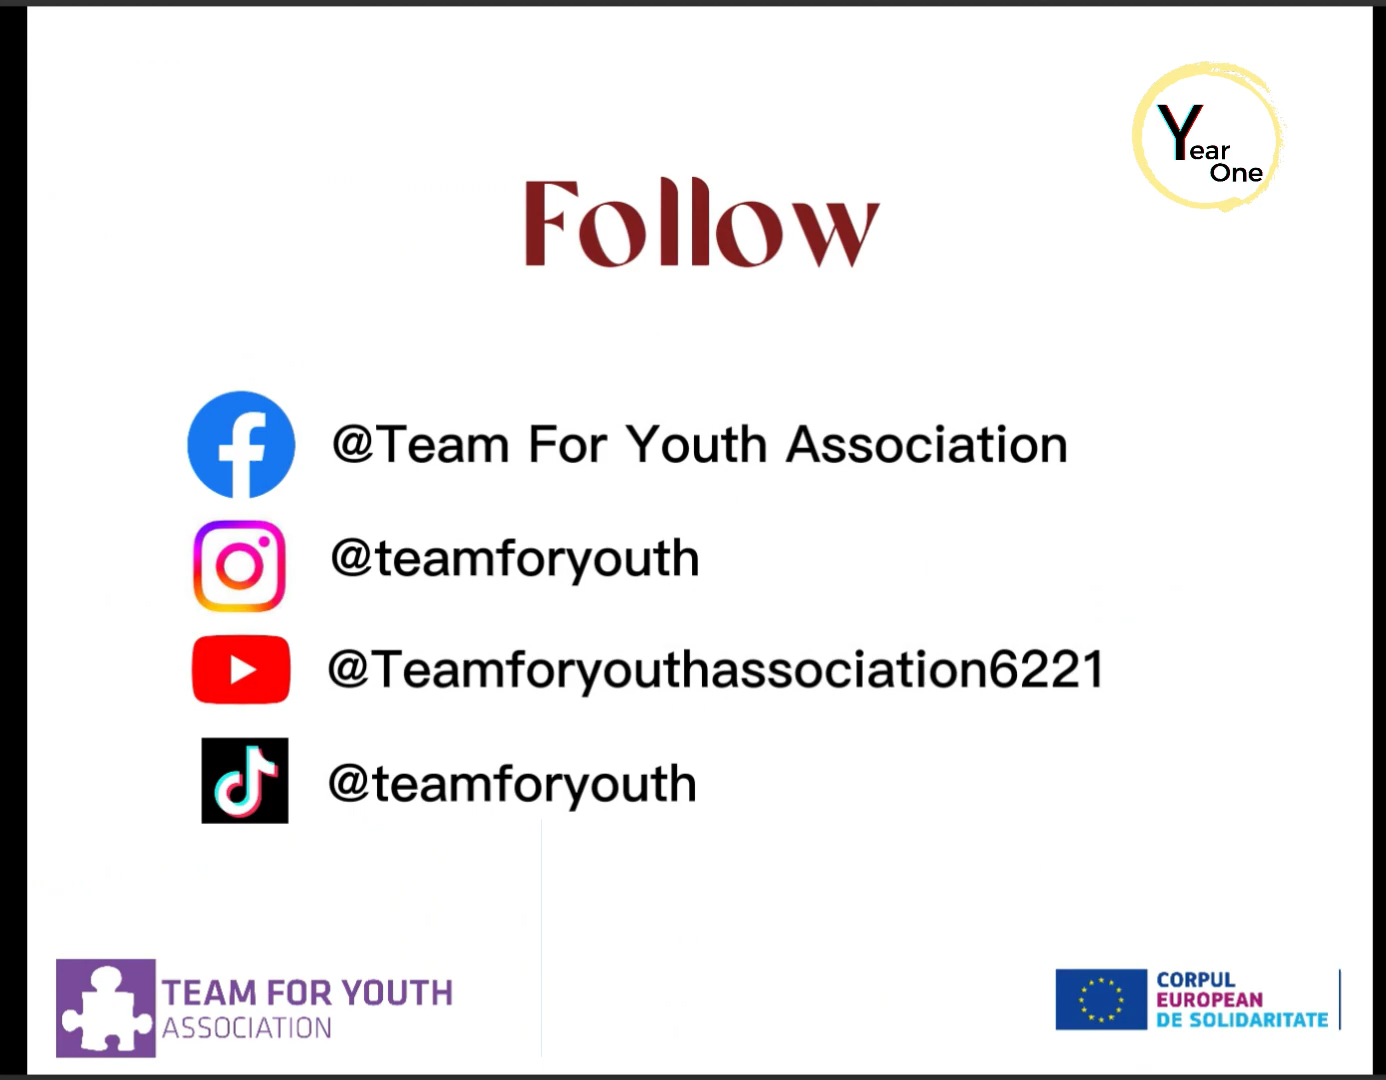 Year
One
Follow
@Team For Youth Association
@teamforyouth
@Teamforyouthassociation6221
@teamforyouth
TEAM FOR YOUTH
ASSOCIATION
CORPUL
EUROPEAN
DE SOLIDARITATE